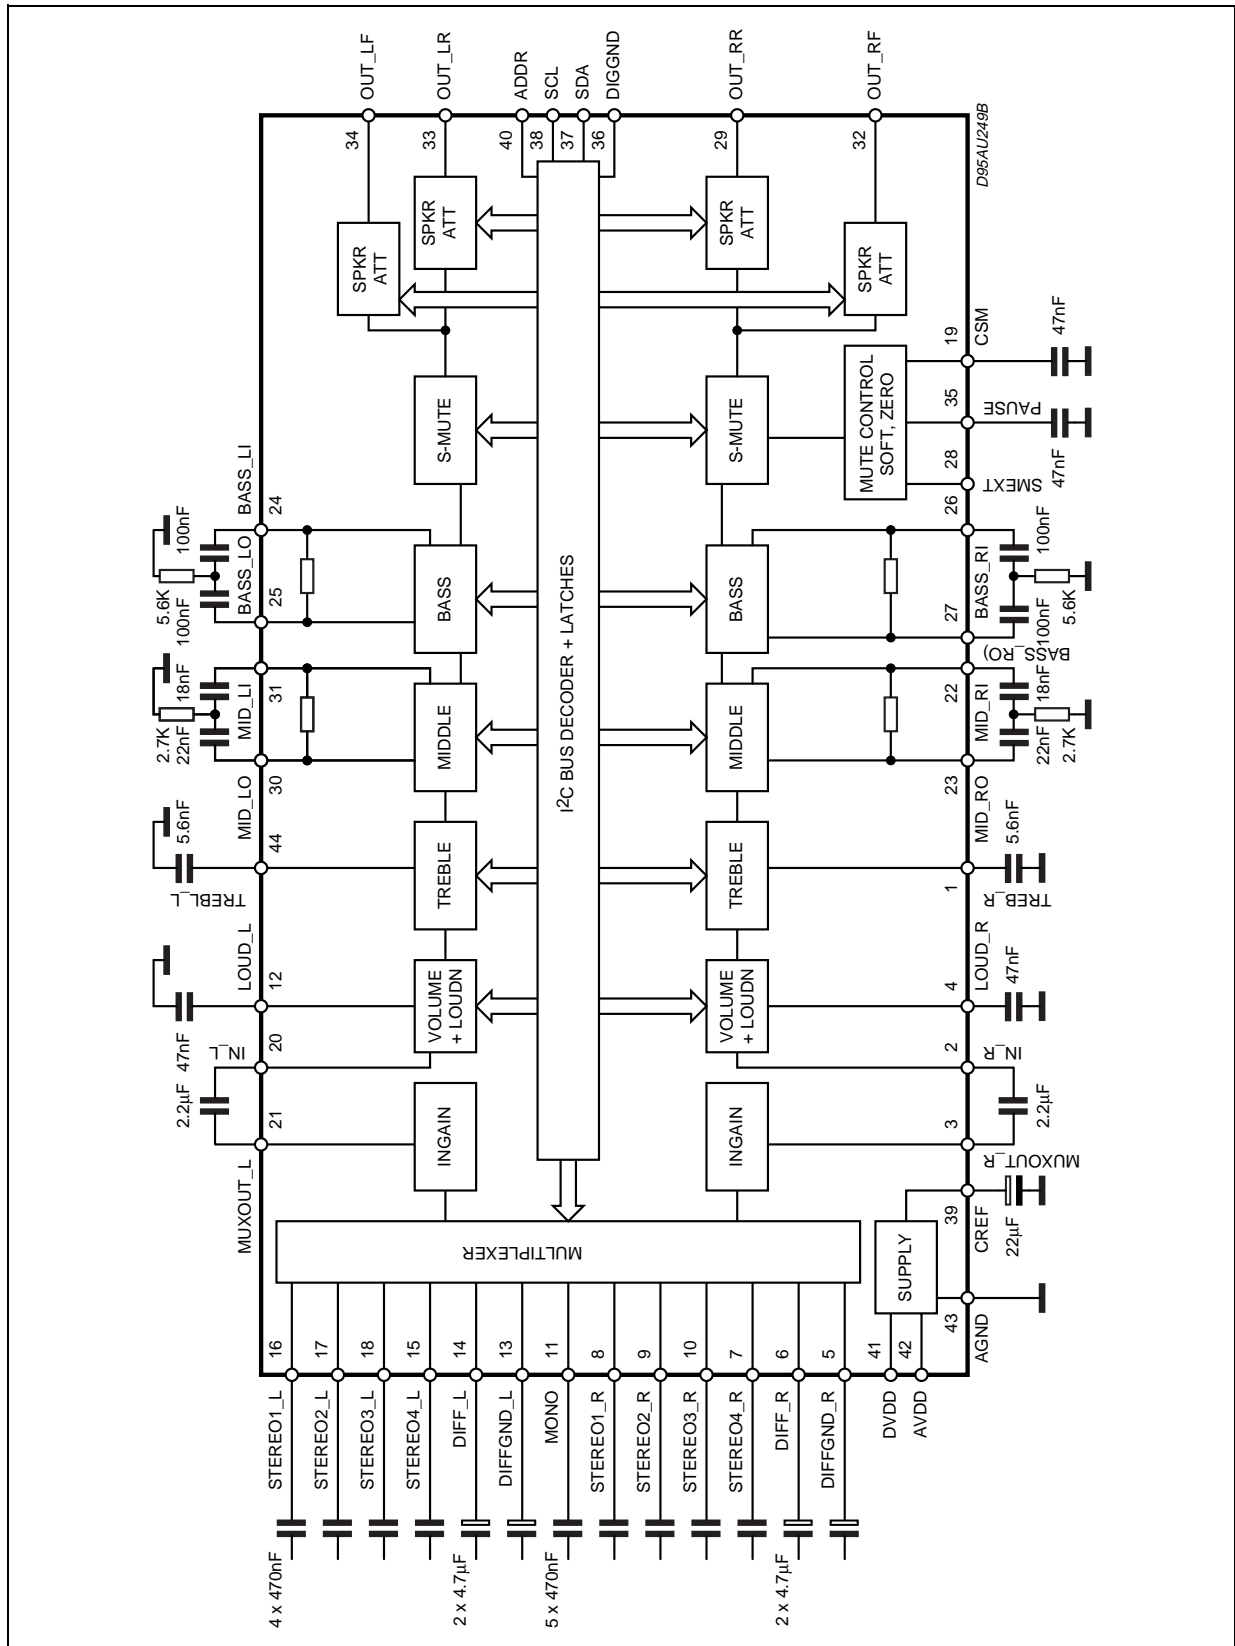 OUT_LF
OUT_LR
ADDR
SCL
SDA
DIGGND
OUT_RR
OUT_RF
34
33
40
38
37
36
29
32
D95AU249B
SPKR
ATT
SPKR
ATT
SPKR
ATT
SPKR
ATT
S-MUTE
S-MUTE
MUTE CONTROL
SOFT, ZERO
19
CSM
47nF
35
PAUSE
47nF
28
SMEXT
26
BASS_LI
24
100nF
BASS_LO
25
5.6K
100nF
BASS
BASS
I2C BUS DECODER + LATCHES
BASS_RI
100nF
27
100nF
5.6K
BASS_RO)
31
18nF
MID_LI
2.7K
22nF
MID_LO
30
MIDDLE
MIDDLE
22
MID_RI
18nF
22nF
2.7K
23
MID_RO
44
5.6nF
TREBL_L
TREBLE
TREBLE
1
TREB_R
5.6nF
LOUD_L
12
47nF
VOLUME
+ LOUDN
VOLUME
+ LOUDN
4
LOUD_R
47nF
20
IN_L
2.2µF
21
MUXOUT_L
INGAIN
INGAIN
2
IN_R
2.2µF
3
MUXOUT_R
MULTIPLEXER
SUPPLY
39
CREF
22µF
43
AGND
16
17
18
15
14
13
11
8
9
10
7
6
5
41
42
STEREO1_L
STEREO2_L
STEREO3_L
STEREO4_L
DIFF_L
DIFFGND_L
MONO
STEREO1_R
STEREO2_R
STEREO3_R
STEREO4_R
DIFF_R
DIFFGND_R
DVDD
AVDD
4 x 470nF
2 x 4.7µF
5 x 470nF
2 x 4.7µF